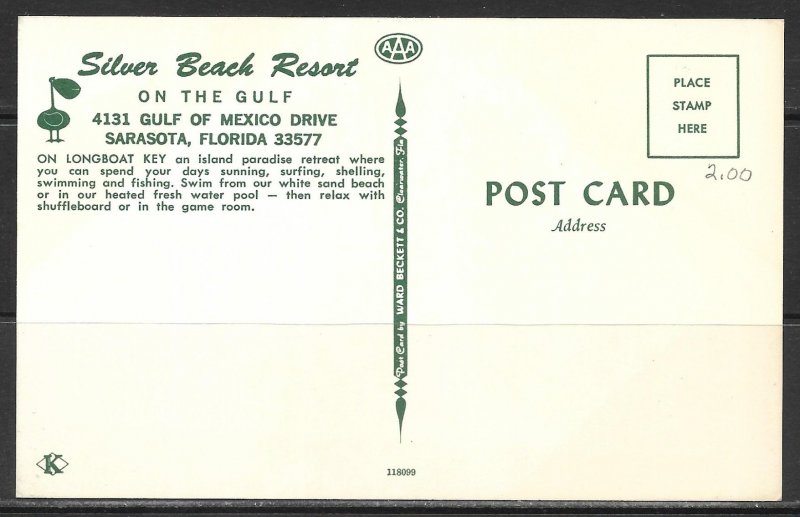 Silver Beach Resort
ON THE GULF
4131 GULF OF MEXICO DRIVE
SARASOTA, FLORIDA 33577
ON LONGBOAT KEY an island paradise retreat where
you can spend your days sunning, surfing, shelling,
swimming and fishing. Swim from our white sand beach
or in our heated fresh water pool — then relax with
shuffleboard or in the game room.
AAA
Post Card by WARD BECKETT & CO. Clearwater, Fla
PLACE
STAMP
HERE
2.00
POST CARD
Address
K
118099